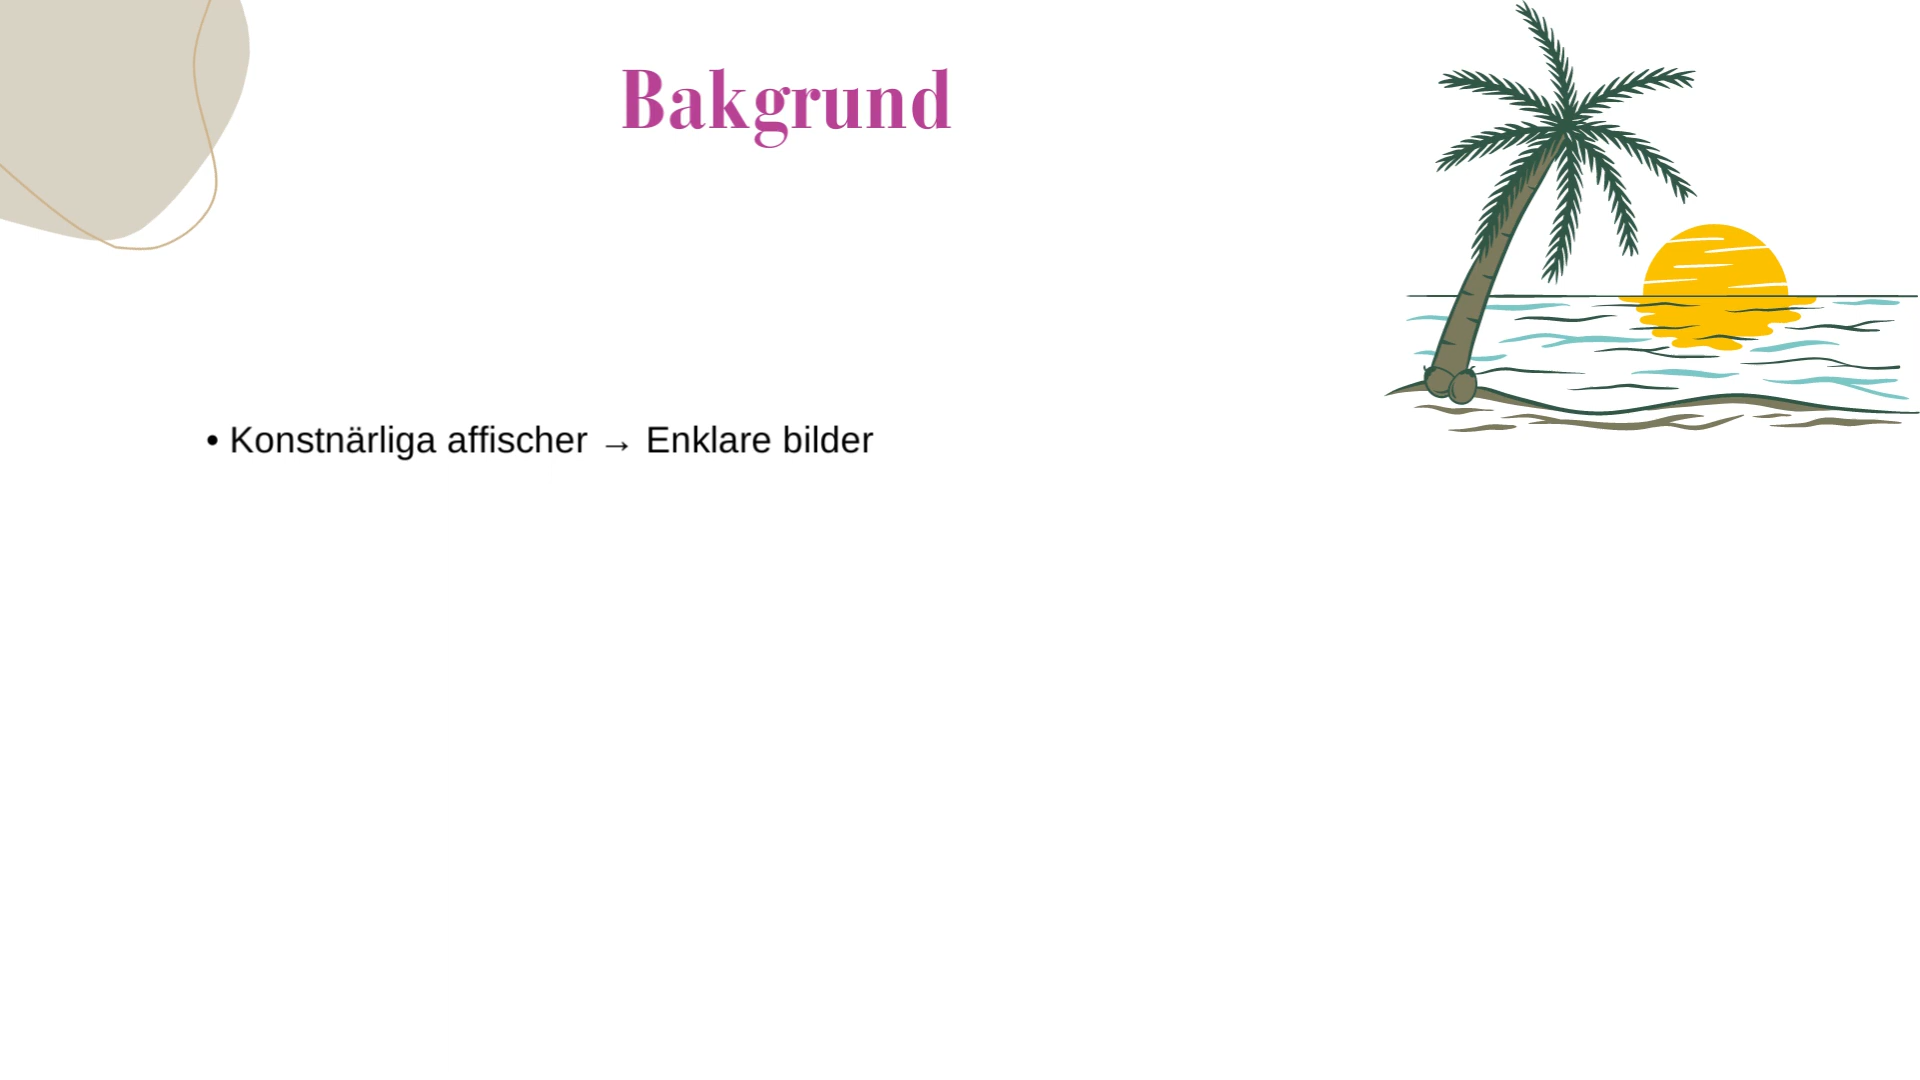 Bakgrund
• Konstnärliga affischer → Enklare bilder